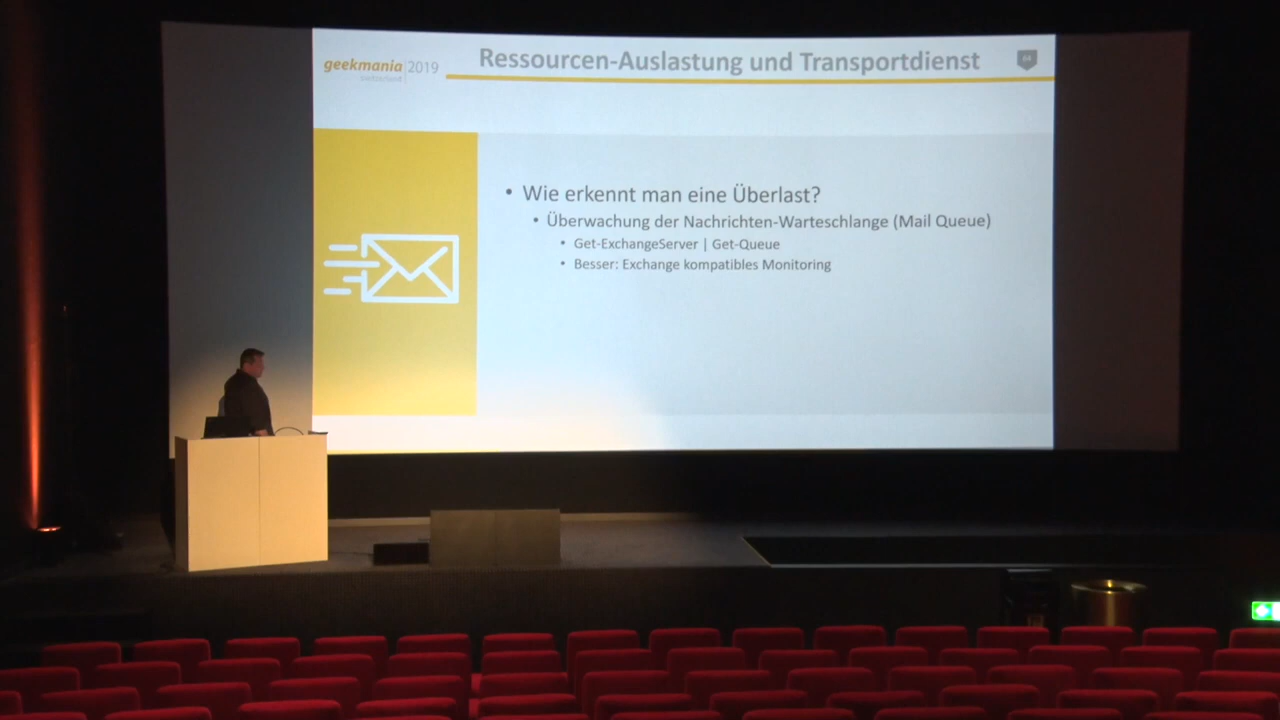 geekmania 2019
Ressourcen-Auslastung und Transportdienst
• Wie erkennt man eine Überlast?
• Überwachung der Nachrichten-Warteschlange (Mail Queue)
• Get-ExchangeServer | Get-Queue
• Besser: Exchange kompatibles Monitoring